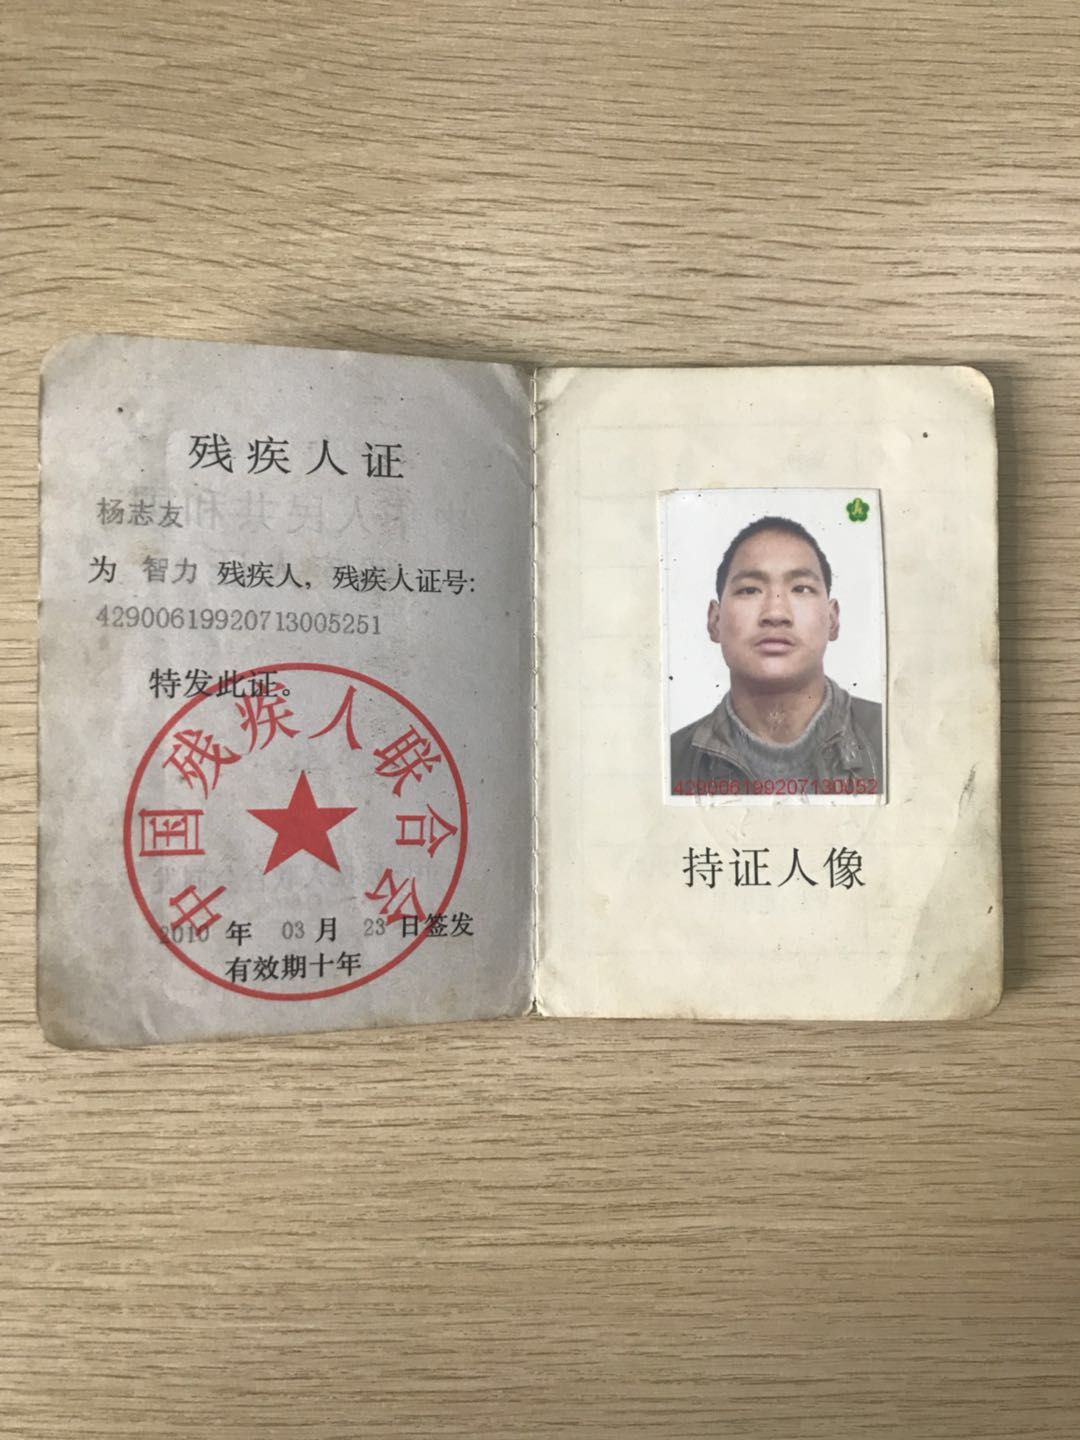 残疾人证
杨志友
为 智力 残疾人，残疾人证号:
42900619920713005251
特发此证。
中国残疾人联合会
2010 年 03 月 23 日签发
有效期十年
429006199207130052
持证人像